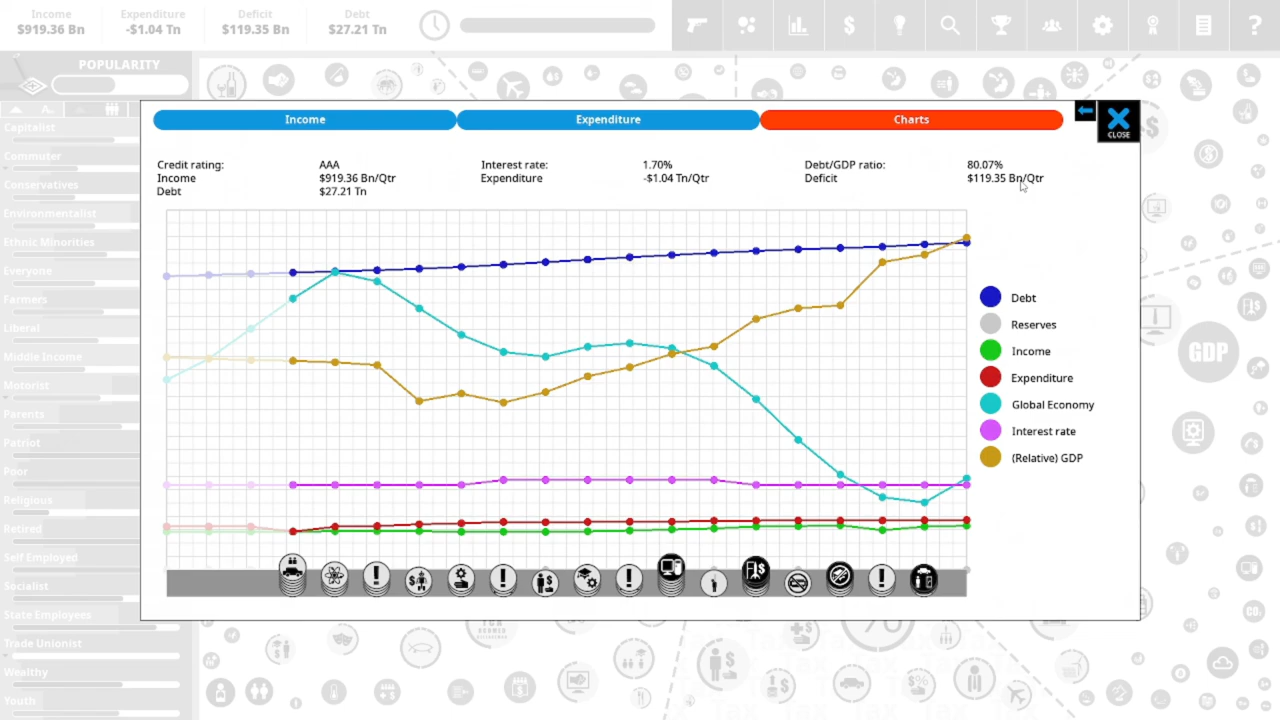 Income Expenditure Deficit Debt
$919.36 Bn -$1.04 Tn $119.35 Bn $27.21 Tn
POPULARITY
Income Expenditure Charts
CLOSE
Credit rating: AAA Interest rate: 1.70% Debt/GDP ratio: 80.07%
Income $919.36 Bn/Qtr Expenditure -$1.04 Tn/Qtr Deficit $119.35 Bn/Qtr
Debt $27.21 Tn
Capitalist
Commuter
Conservatives
Environmentalist
Ethnic Minorities
Everyone
Farmers
Liberal
Middle Income
Motorist
Parents
Patriot
Poor
Religious
Retired
Self Employed
Socialist
State Employees
Trade Unionist
Wealthy
Youth
Debt
Reserves
Income
Expenditure
Global Economy
Interest rate
(Relative) GDP
GDP